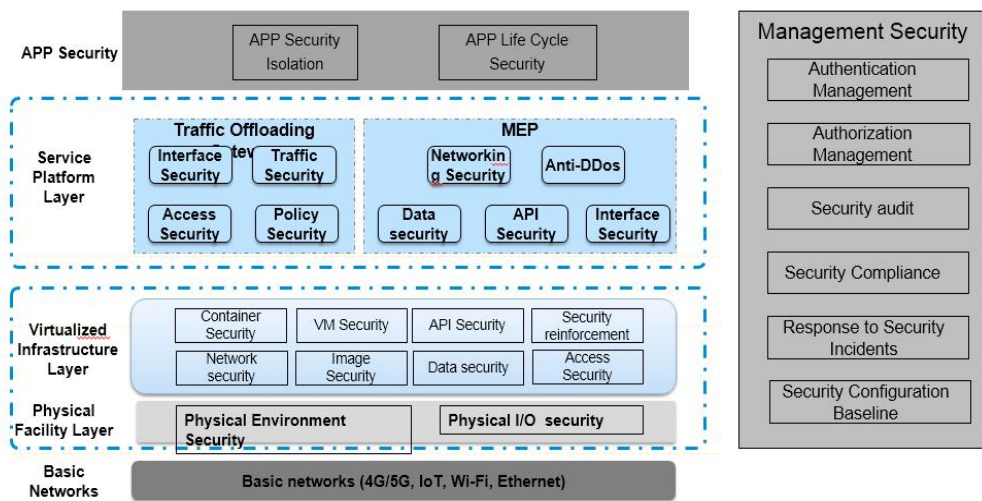 APP Security
APP Security
Isolation
APP Life Cycle
Security
Service
Platform
Layer
Traffic Offloading
Interface
Security
Traffic
Security
Access
Security
Policy
Security
MEP
Networkin
g Security
Anti-DDos
Data
security
API
Security
Interface
Security
Virtualized
Infrastructure
Layer
Container
Security
VM Security
API Security
Security
reinforcement
Network
security
Image
Security
Data security
Access
Security
Physical
Facility Layer
Physical Environment
Security
Physical I/O security
Basic
Networks
Basic networks (4G/5G, IoT, Wi-Fi, Ethernet)
Management Security
Authentication
Management
Authorization
Management
Security audit
Security Compliance
Response to Security
Incidents
Security Configuration
Baseline